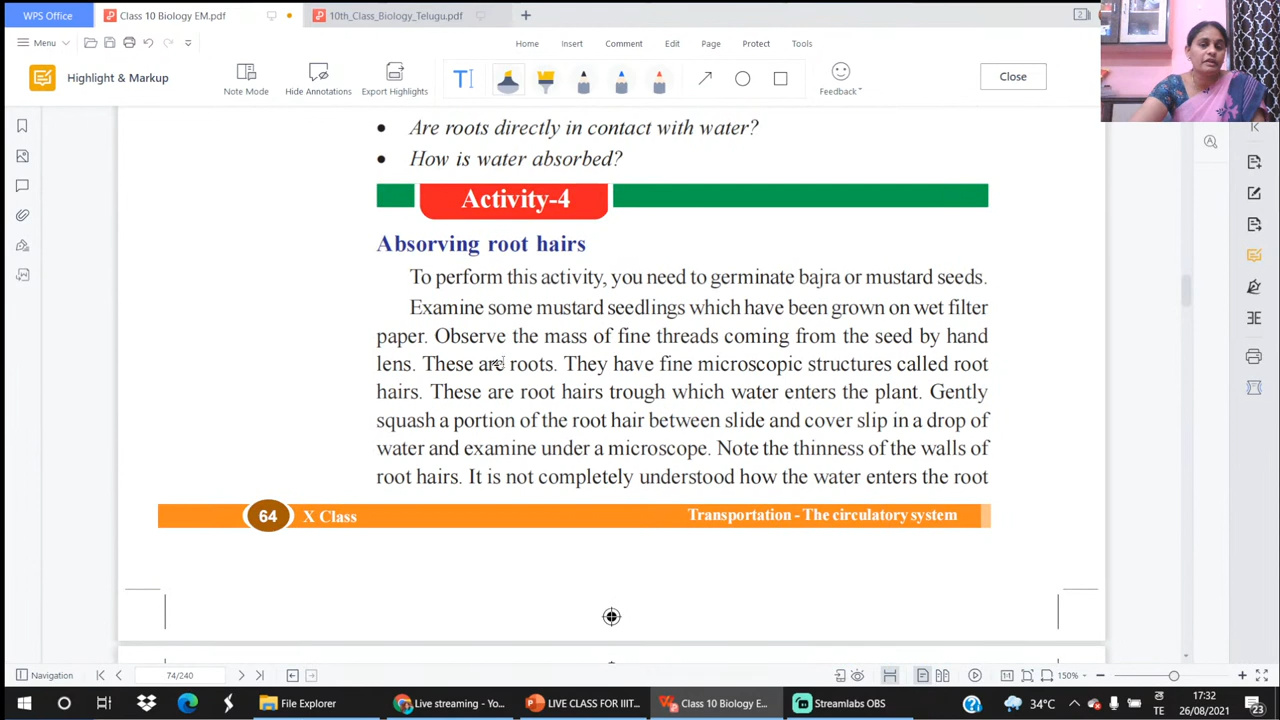 WPS Office
Class 10 Biology EM.pdf
10th_Class_Biology_Telugu.pdf
Menu
Home
Insert
Comment
Edit
Page
Protect
Tools
Highlight & Markup
Note Mode
Hide Annotations
Export Highlights
Feedback
Close
• Are roots directly in contact with water?
• How is water absorbed?
Activity-4
Absorving root hairs
To perform this activity, you need to germinate bajra or mustard seeds.
Examine some mustard seedlings which have been grown on wet filter
paper. Observe the mass of fine threads coming from the seed by hand
lens. These are roots. They have fine microscopic structures called root
hairs. These are root hairs trough which water enters the plant. Gently
squash a portion of the root hair between slide and cover slip in a drop of
water and examine under a microscope. Note the thinness of the walls of
root hairs. It is not completely understood how the water enters the root
64 X Class
Transportation - The circulatory system
Navigation
74/240
150%
File Explorer
Live streaming - Yo...
LIVE CLASS FOR IIIT...
Class 10 Biology E...
Streamlabs OBS
34°C
TE
17:32
26/08/2021
23